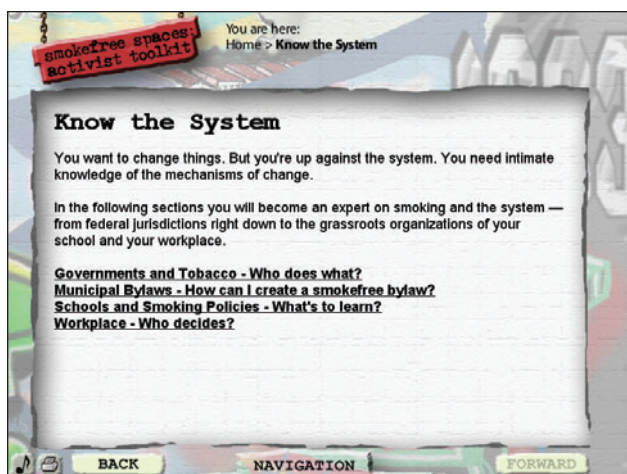 smokefree spaces:
activist toolkit
You are here:
Home > Know the System
Know the System
You want to change things. But you're up against the system. You need intimate
knowledge of the mechanisms of change.
In the following sections you will become an expert on smoking and the system —
from federal jurisdictions right down to the grassroots organizations of your
school and your workplace.
Governments and Tobacco - Who does what?
Municipal Bylaws - How can I create a smokefree bylaw?
Schools and Smoking Policies - What's to learn?
Workplace - Who decides?
BACK
NAVIGATION
FORWARD